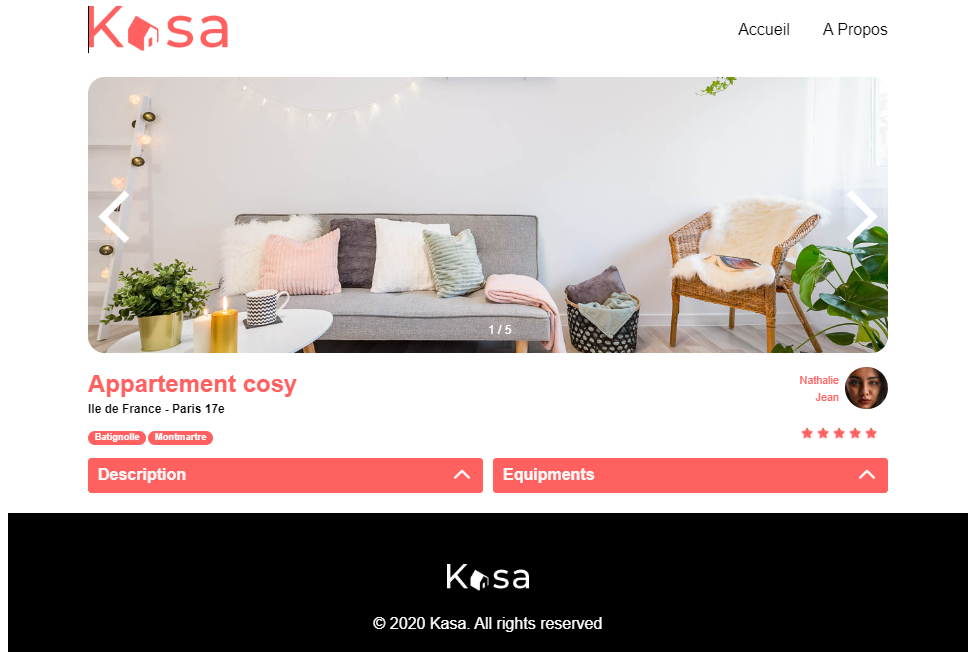 Kasa
Accueil
A Propos
1 / 5
Appartement cosy
Ile de France - Paris 17e
Nathalie
Jean
Batignolle
Montmartre
Description
Equipments
Kasa
© 2020 Kasa. All rights reserved